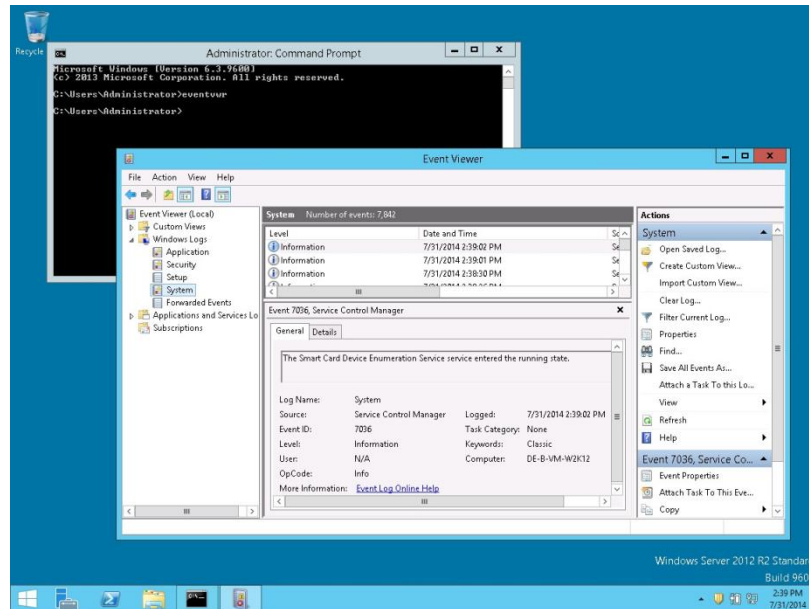 Recycle
Administrator: Command Prompt
Microsoft Windows [Version 6.3.9600]
(c) 2013 Microsoft Corporation. All rights reserved.
C:\Users\Administrator>eventvwr
C:\Users\Administrator>
Event Viewer
File Action View Help
Event Viewer (Local)
Custom Views
Windows Logs
Application
Security
Setup
System
Forwarded Events
Applications and Services Lo
Subscriptions
System Number of events: 7,842
Level Date and Time
Information 7/31/2014 2:39:02 PM
Information 7/31/2014 2:39:01 PM
Information 7/31/2014 2:38:30 PM
Event 7036, Service Control Manager
General Details
The Smart Card Device Enumeration Service service entered the running state.
Log Name: System
Source: Service Control Manager Logged: 7/31/2014 2:39:02 PM
Event ID: 7036 Task Category: None
Level: Information Keywords: Classic
User: N/A Computer: DE-B-VM-W2K12
OpCode: Info
More Information: Event Log Online Help
Actions
System
Open Saved Log...
Create Custom View...
Import Custom View...
Clear Log...
Filter Current Log...
Properties
Find...
Save All Events As...
Attach a Task To this Lo...
View
Refresh
Help
Event 7036, Service Co...
Event Properties
Attach Task To This Eve...
Copy
Windows Server 2012 R2 Standar
Build 960
2:39 PM
7/31/2014